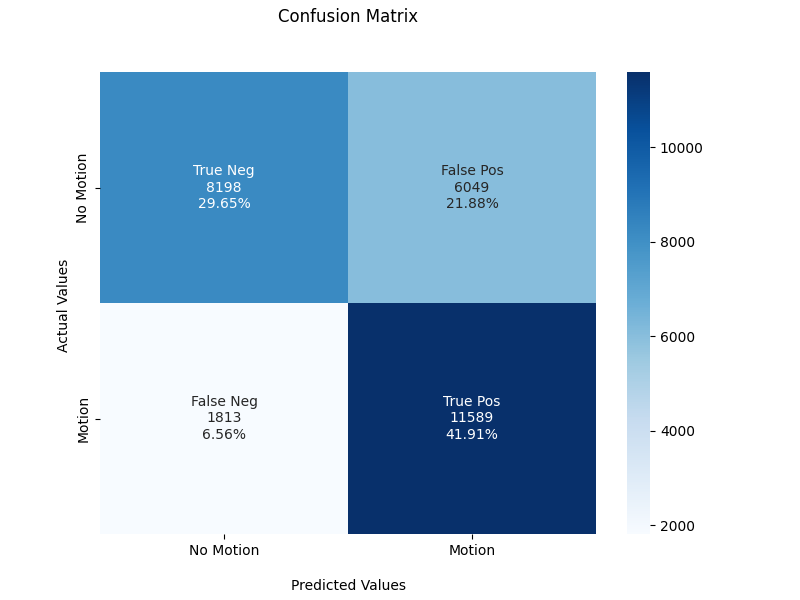 Confusion Matrix
True Neg
8198
29.65%
False Pos
6049
21.88%
False Neg
1813
6.56%
True Pos
11589
41.91%
No Motion
Motion
Actual Values
No Motion
Motion
Predicted Values
10000
8000
6000
4000
2000